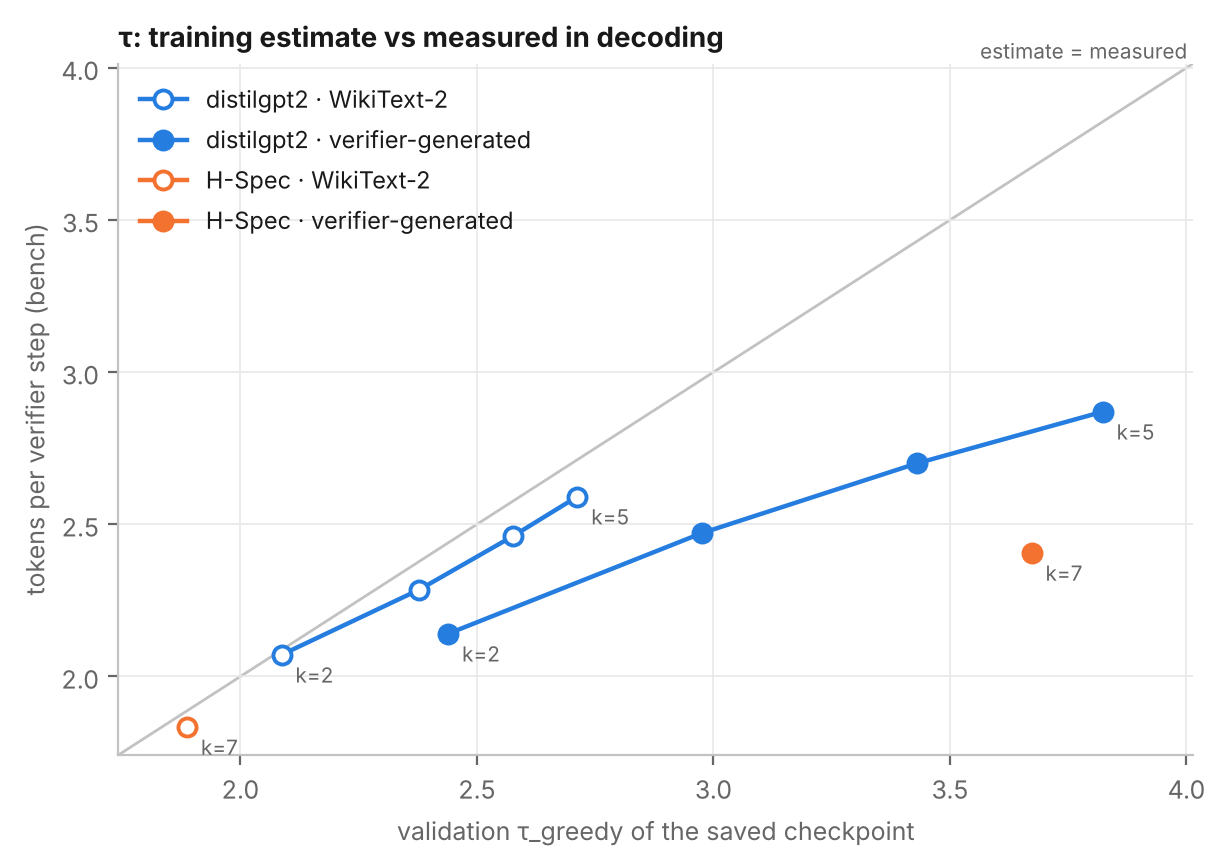 τ: training estimate vs measured in decoding
estimate = measured
distilgpt2 · WikiText-2
distilgpt2 · verifier-generated
H-Spec · WikiText-2
H-Spec · verifier-generated
tokens per verifier step (bench)
4.0
3.5
3.0
2.5
2.0
k=5
k=5
k=7
k=2
k=2
k=7
2.0
2.5
3.0
3.5
4.0
validation τ_greedy of the saved checkpoint